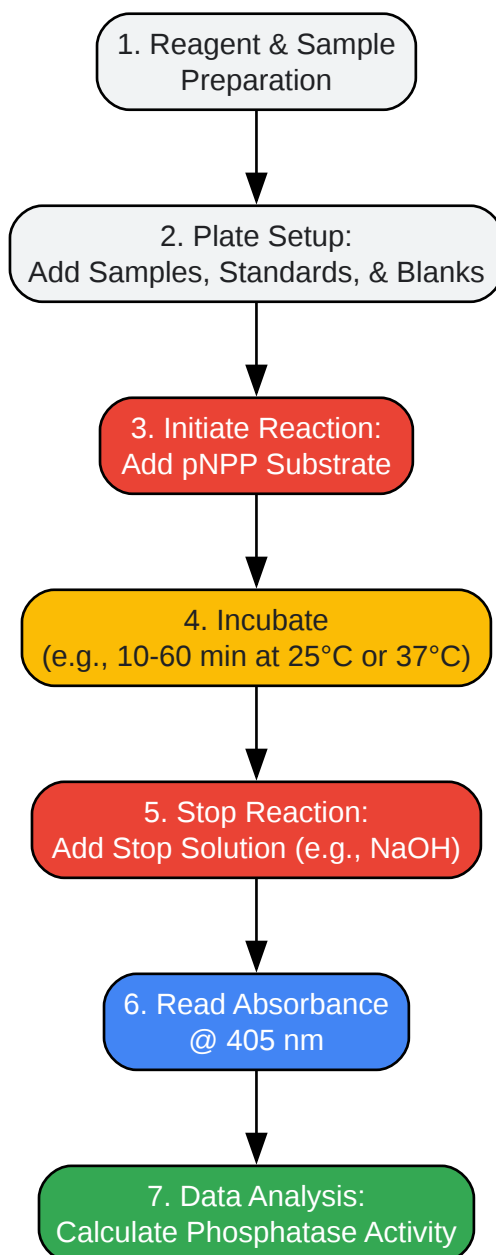 1. Reagent & Sample
Preparation
2. Plate Setup:
Add Samples, Standards, & Blanks
3. Initiate Reaction:
Add pNPP Substrate
4. Incubate
(e.g., 10-60 min at 25°C or 37°C)
5. Stop Reaction:
Add Stop Solution (e.g., NaOH)
6. Read Absorbance
@ 405 nm
7. Data Analysis:
Calculate Phosphatase Activity